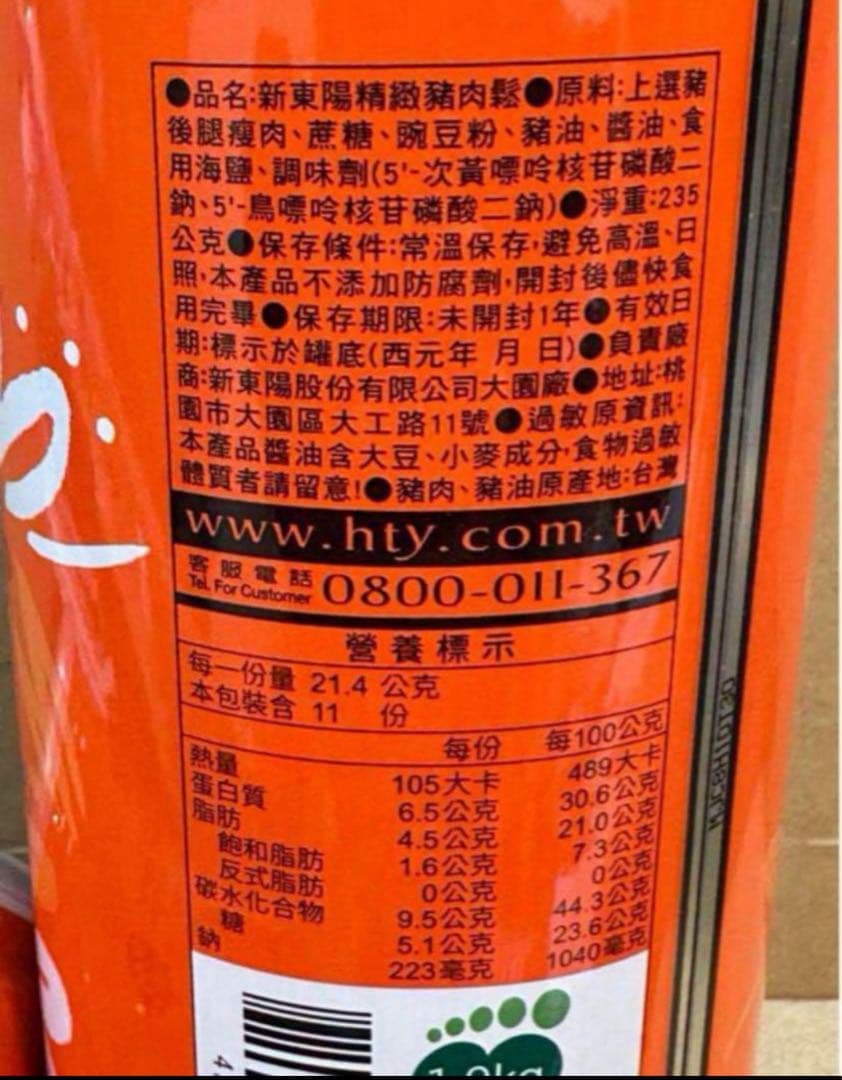 ●品名:新東陽精緻豬肉鬆●原料:上選豬
後腿瘦肉、蔗糖、豌豆粉、豬油、醬油、食
用海鹽、調味劑(5'-次黃嘌呤核苷磷酸二
鈉、5'-鳥嘌呤核苷磷酸二鈉)●淨重:235
公克●保存條件:常溫保存,避免高溫、日
照,本產品不添加防腐劑,開封後儘快食
用完畢●保存期限:未開封1年●有效日
期:標示於罐底(西元年 月 日)●負責廠
商:新東陽股份有限公司大園廠●地址:桃
園市大園區大工路11號●過敏原資訊:
本產品醬油含大豆、小麥成分,食物過敏
體質者請留意!●豬肉、豬油原產地:台灣
www.hty.com.tw
客服電話
Tel. For Customer 0800-011-367
營養標示
每一份量 21.4 公克
本包裝含 11 份
每份 每100公克
熱量 105大卡 489大卡
蛋白質 6.5公克 30.6公克
脂肪 4.5公克 21.0公克
飽和脂肪 1.6公克 7.3公克
反式脂肪 0公克 0公克
碳水化合物 9.5公克 44.3公克
糖 5.1公克 23.6公克
鈉 223毫克 1040毫克